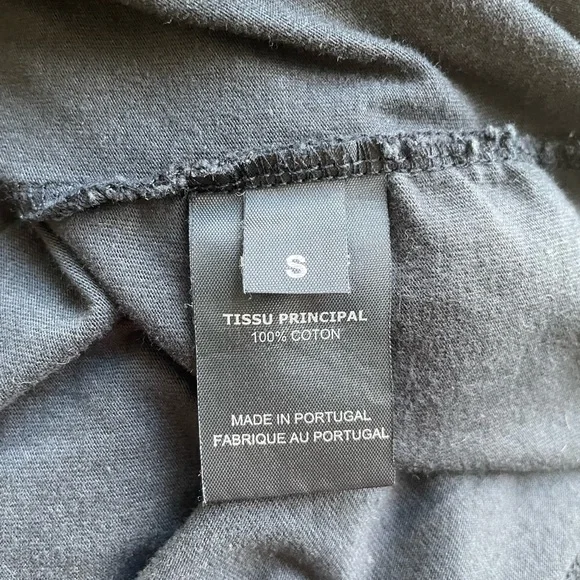 S
TISSU PRINCIPAL
100% COTON
MADE IN PORTUGAL
FABRIQUE AU PORTUGAL